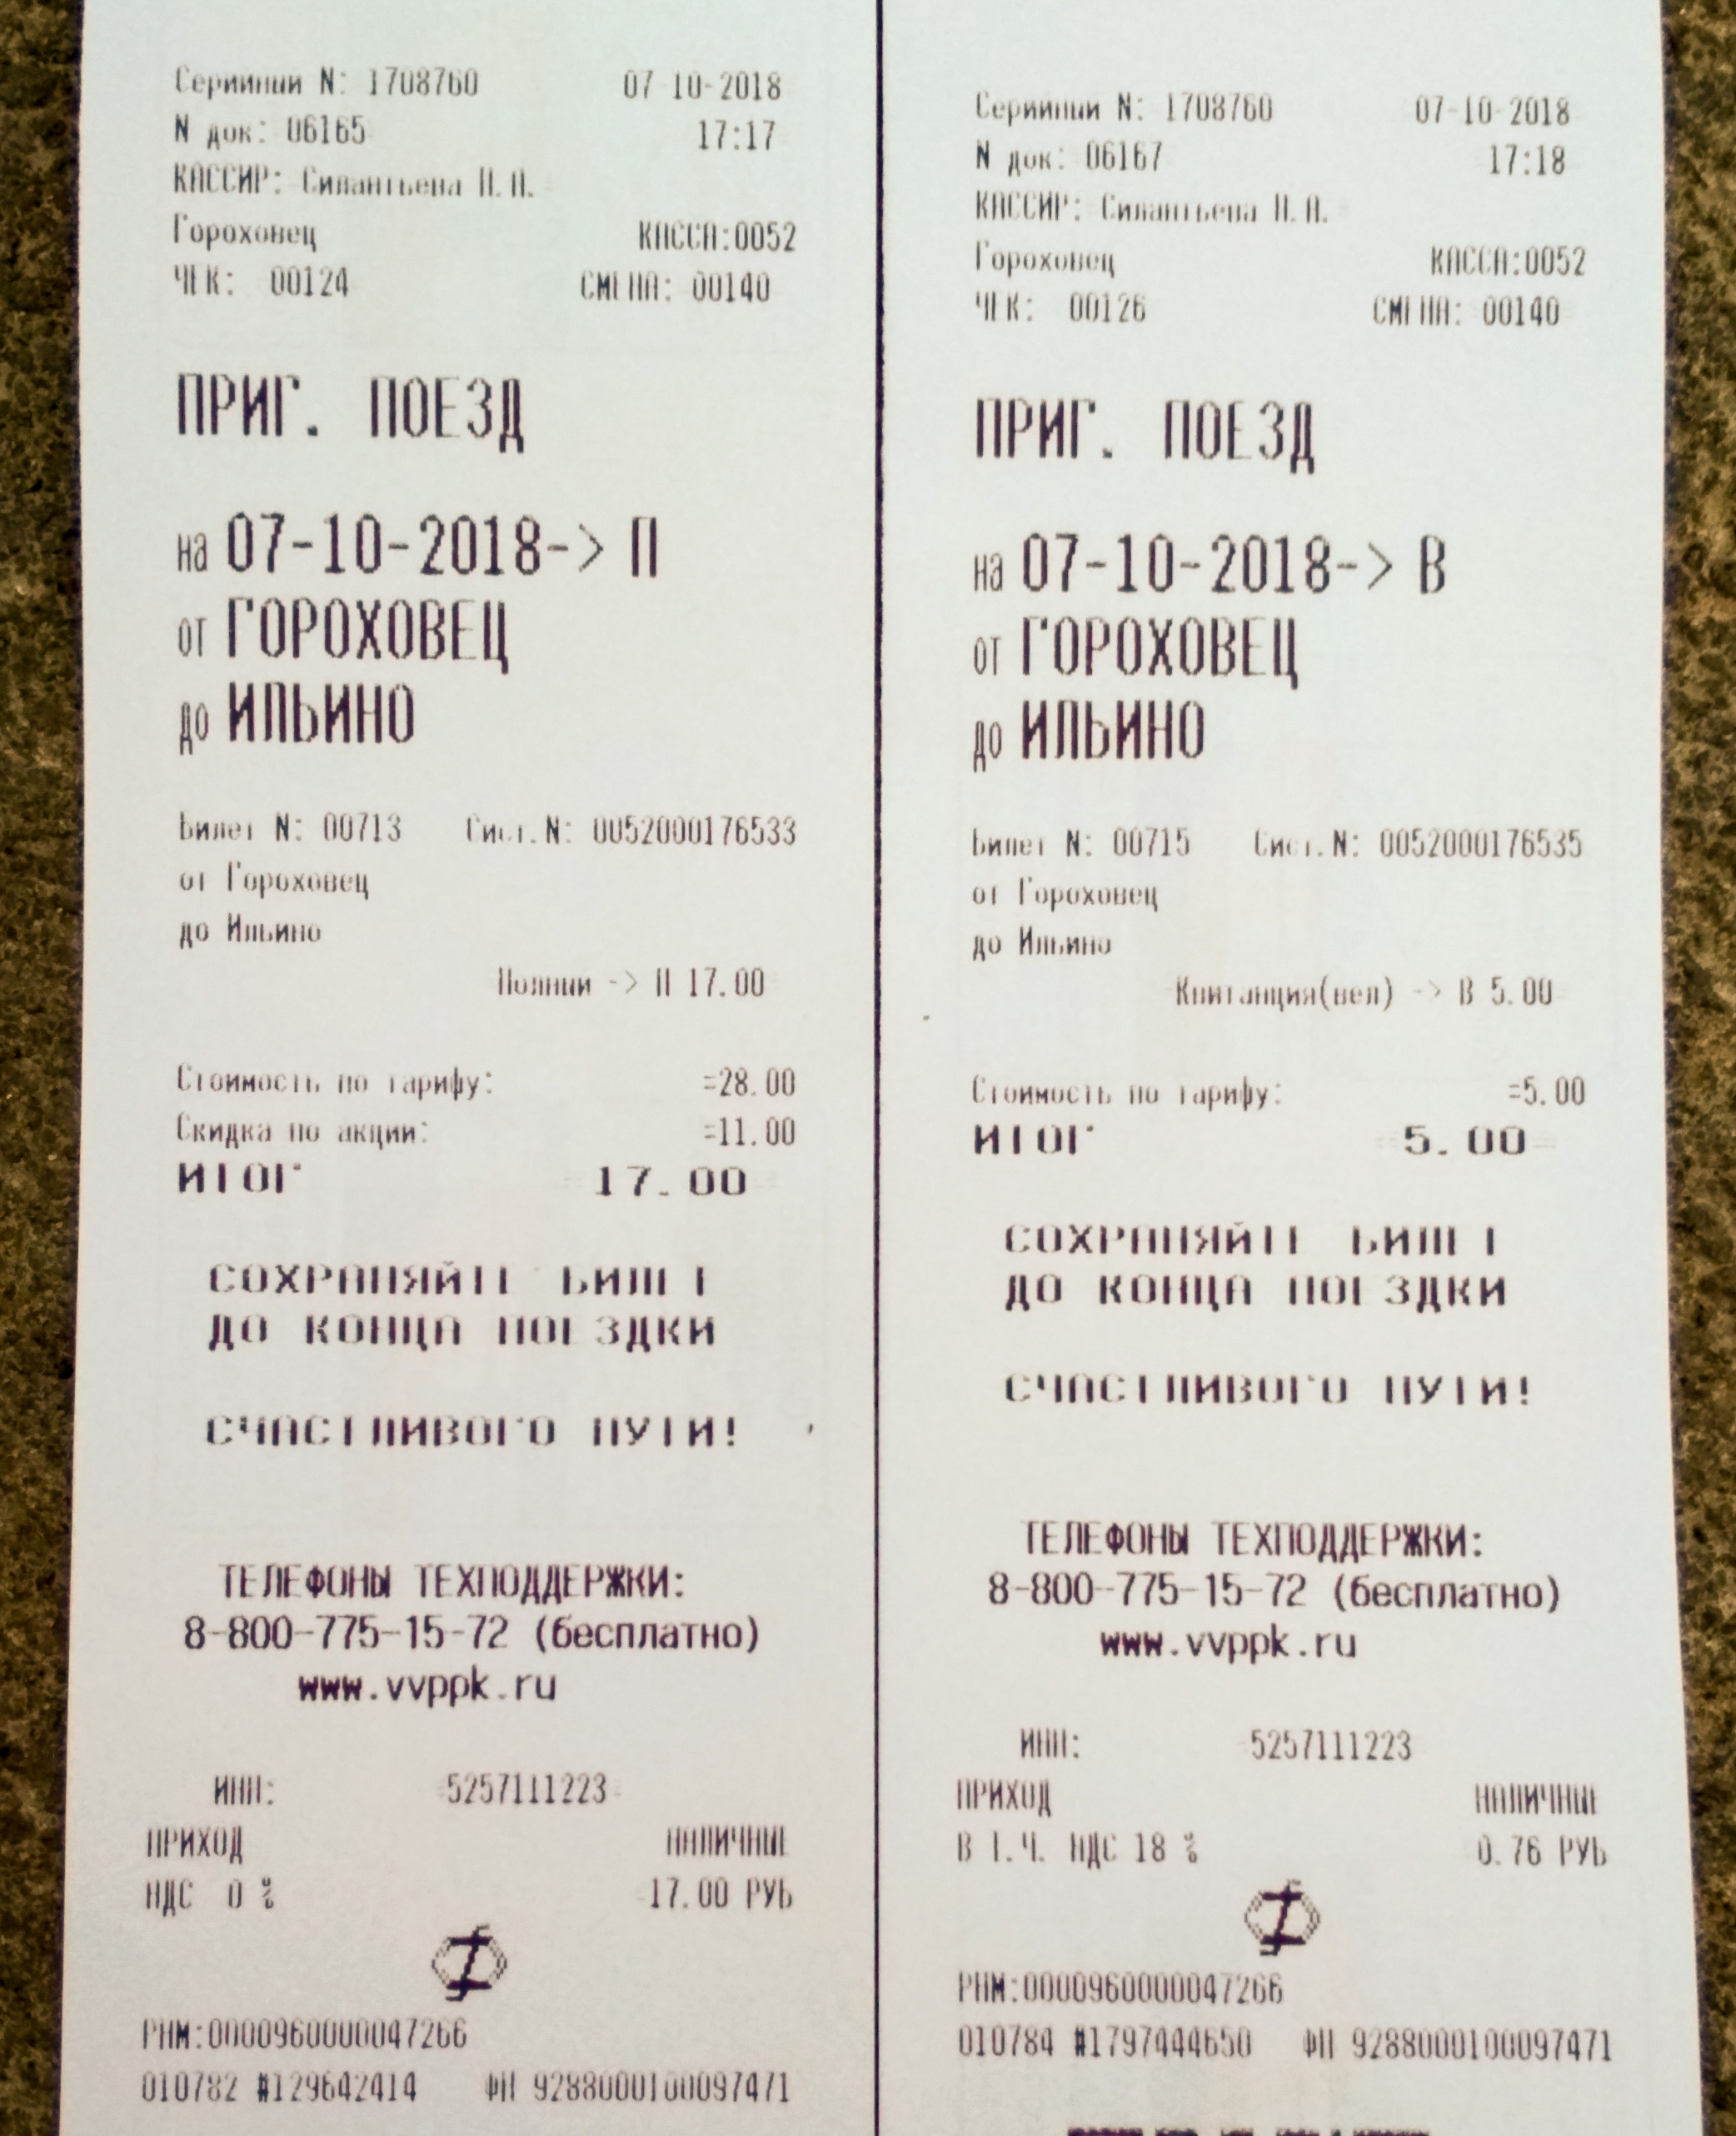 Серийный N: 1708760 07-10-2018
N док: 06165 17:17
КАССИР: Силантьева Н.А.
Гороховец КАССА:0052
ЧЕК: 00124 СМЕНА: 00140
ПРИГ. ПОЕЗД
на 07-10-2018-> П
от ГОРОХОВЕЦ
до ИЛЬИНО
Билет N: 00713 Сист.N: 0052000176533
от Гороховец
до Ильино
Полный -> П 17.00
Стоимость по тарифу: =28.00
Скидка по акции: =11.00
ИТОГ 17.00
СОХРАНЯЙТЕ БИЛЕТ
ДО КОНЦА ПОЕЗДКИ
СЧАСТЛИВОГО ПУТИ!
ТЕЛЕФОНЫ ТЕХПОДДЕРЖКИ:
8-800-775-15-72 (бесплатно)
www.vvppk.ru
ИНН: 5257111223
ПРИХОД НАЛИЧНЫЕ
НДС 0 % 17.00 РУБ
РНМ:0000960000047266
010782 #129642414 ФН 9288000100097471
Серийный N: 1708760 07-10-2018
N док: 06167 17:18
КАССИР: Силантьева Н.А.
Гороховец КАССА:0052
ЧЕК: 00126 СМЕНА: 00140
ПРИГ. ПОЕЗД
на 07-10-2018-> В
от ГОРОХОВЕЦ
до ИЛЬИНО
Билет N: 00715 Сист.N: 0052000176535
от Гороховец
до Ильино
Квитанция(вел) -> В 5.00
Стоимость по тарифу: =5.00
ИТОГ 5.00
СОХРАНЯЙТЕ БИЛЕТ
ДО КОНЦА ПОЕЗДКИ
СЧАСТЛИВОГО ПУТИ!
ТЕЛЕФОНЫ ТЕХПОДДЕРЖКИ:
8-800-775-15-72 (бесплатно)
www.vvppk.ru
ИНН: 5257111223
ПРИХОД НАЛИЧНЫЕ
В Т.Ч. НДС 18 % 0.76 РУБ
РНМ:0000960000047266
010784 #1797444650 ФН 9288000100097471